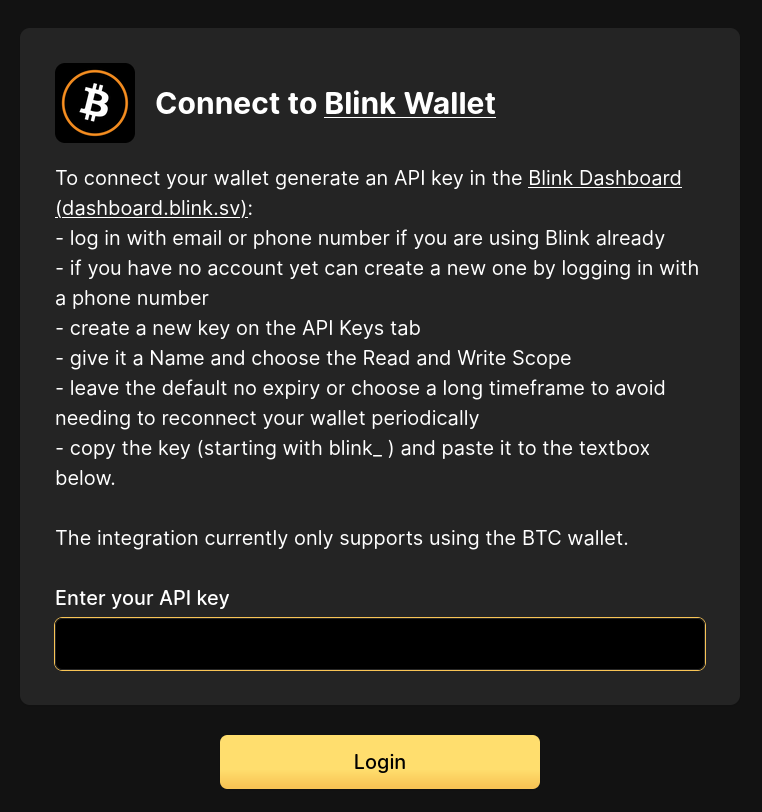 Connect to Blink Wallet
To connect your wallet generate an API key in the Blink Dashboard
(dashboard.blink.sv):
- log in with email or phone number if you are using Blink already
- if you have no account yet can create a new one by logging in with
a phone number
- create a new key on the API Keys tab
- give it a Name and choose the Read and Write Scope
- leave the default no expiry or choose a long timeframe to avoid
needing to reconnect your wallet periodically
- copy the key (starting with blink_ ) and paste it to the textbox
below.
The integration currently only supports using the BTC wallet.
Enter your API key
Login